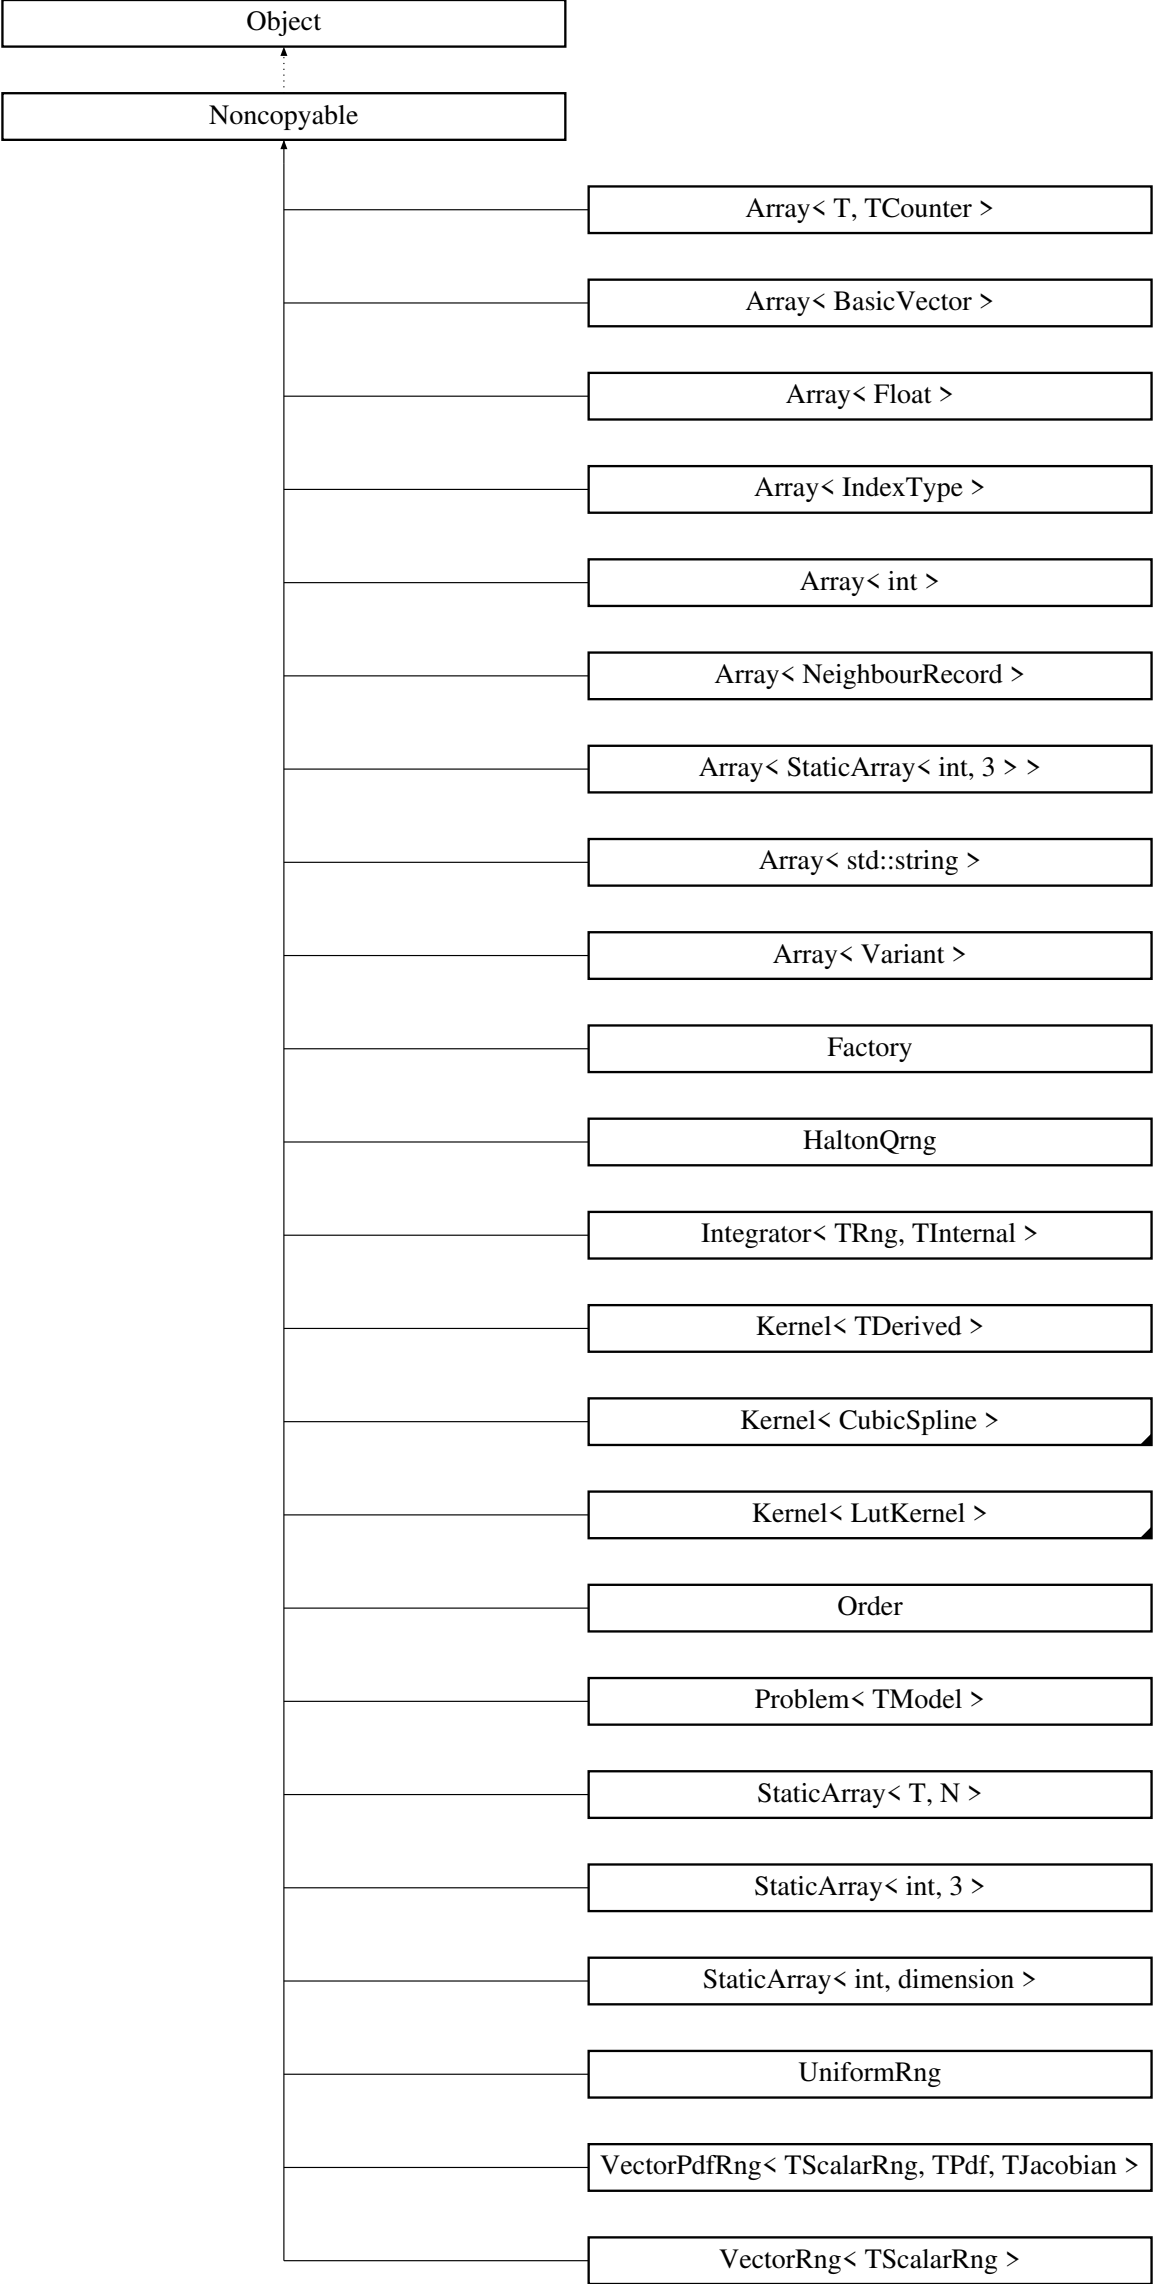 Object
Noncopyable
Array< T, TCounter >
Array< BasicVector >
Array< Float >
Array< IndexType >
Array< int >
Array< NeighbourRecord >
Array< StaticArray< int, 3 > >
Array< std::string >
Array< Variant >
Factory
HaltonQrng
Integrator< TRng, TInternal >
Kernel< TDerived >
Kernel< CubicSpline >
Kernel< LutKernel >
Order
Problem< TModel >
StaticArray< T, N >
StaticArray< int, 3 >
StaticArray< int, dimension >
UniformRng
VectorPdfRng< TScalarRng, TPdf, TJacobian >
VectorRng< TScalarRng >